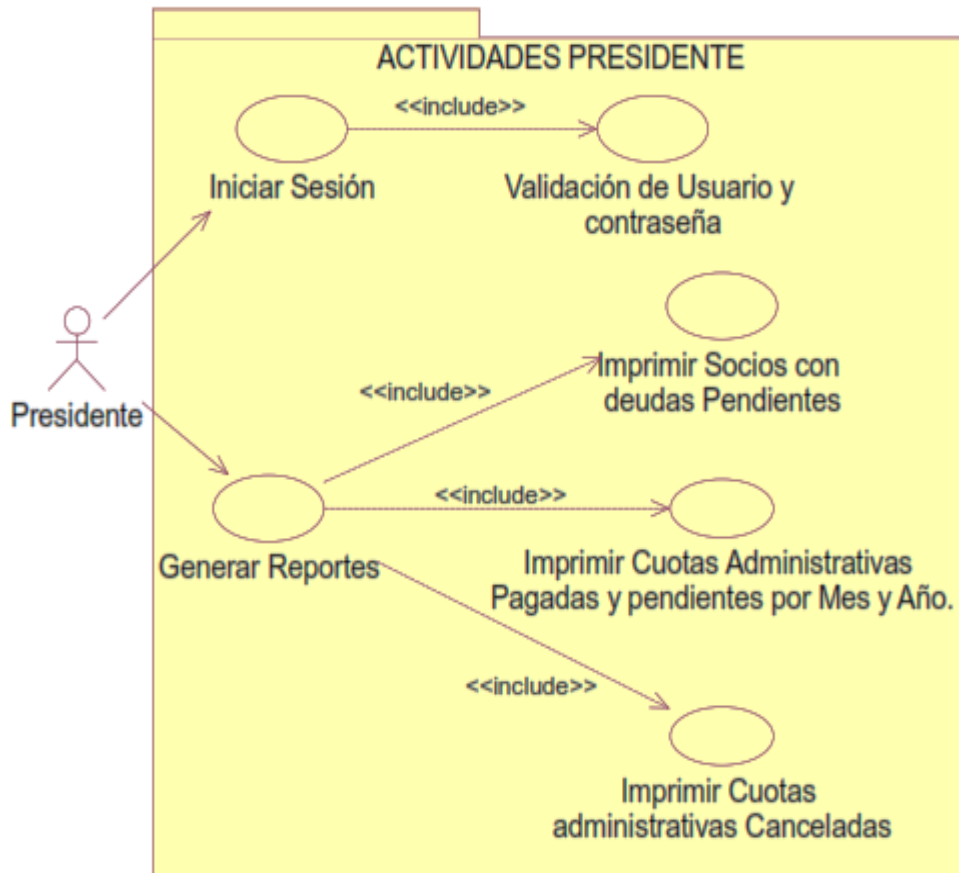 ACTIVIDADES PRESIDENTE
<<include>>
Iniciar Sesión
Validación de Usuario y
contraseña
Imprimir Socios con
deudas Pendientes
<<include>>
Presidente
<<include>>
Generar Reportes
Imprimir Cuotas Administrativas
Pagadas y pendientes por Mes y Año.
<<include>>
Imprimir Cuotas
administrativas Canceladas